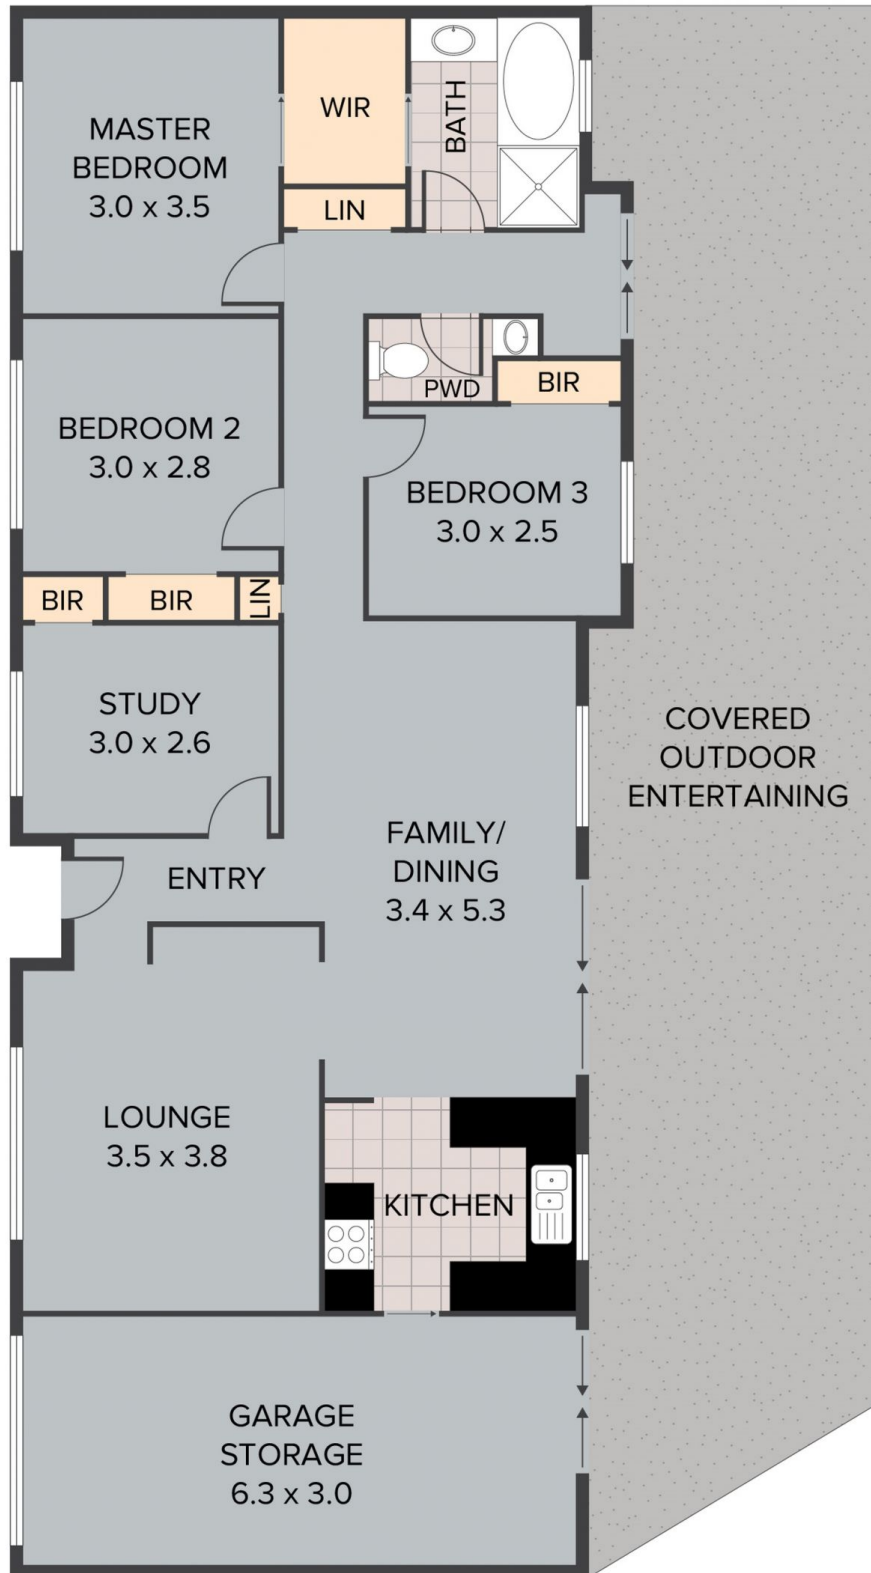 MASTER
BEDROOM
3.0 x 3.5
WIR
BATH
LIN
BEDROOM 2
3.0 x 2.8
PWD
BIR
BEDROOM 3
3.0 x 2.5
BIR
BIR
LIN
STUDY
3.0 x 2.6
COVERED
OUTDOOR
ENTERTAINING
ENTRY
FAMILY/
DINING
3.4 x 5.3
LOUNGE
3.5 x 3.8
KITCHEN
GARAGE
STORAGE
6.3 x 3.0